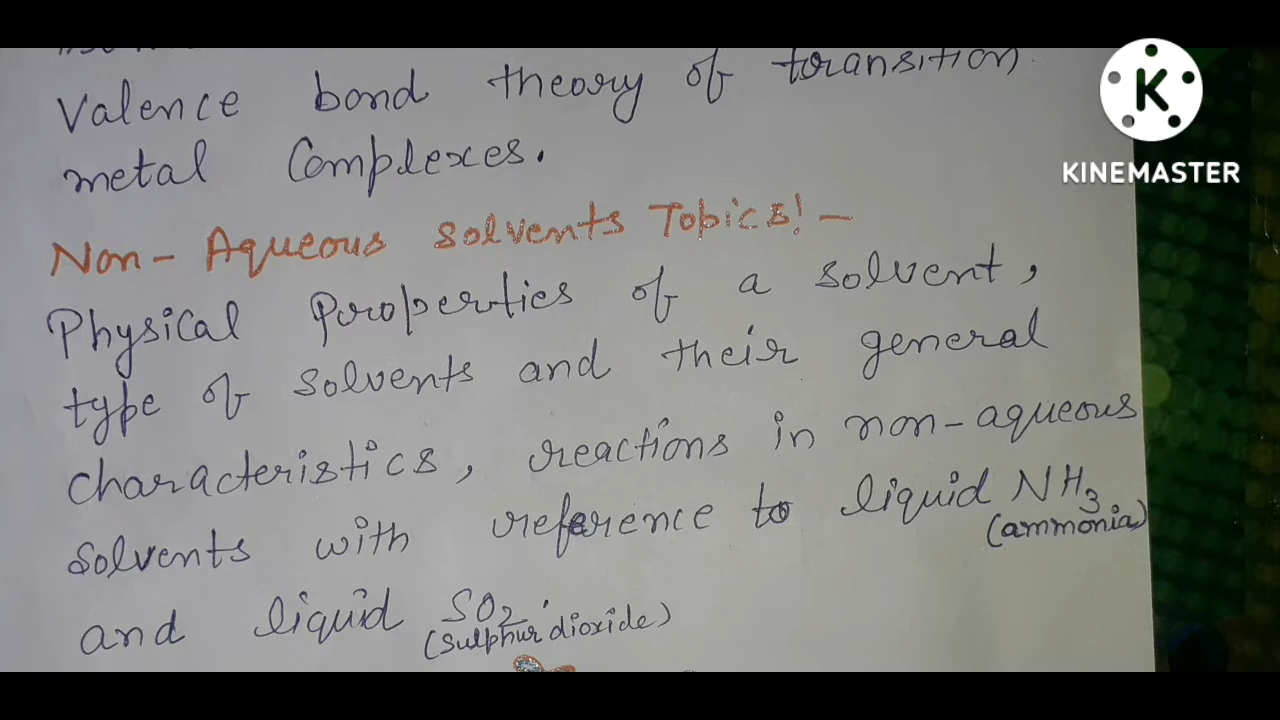 Valence bond theory of transition
metal Complexes.
Non-Aqueous Solvents Topics!-
Physical Properties of a solvent,
type of solvents and their general
characteristics, reactions in non-aqueous
solvents with reference to liquid NH3
(ammonia)
and liquid SO2.
(sulphur dioxide)
K
KINEMASTER